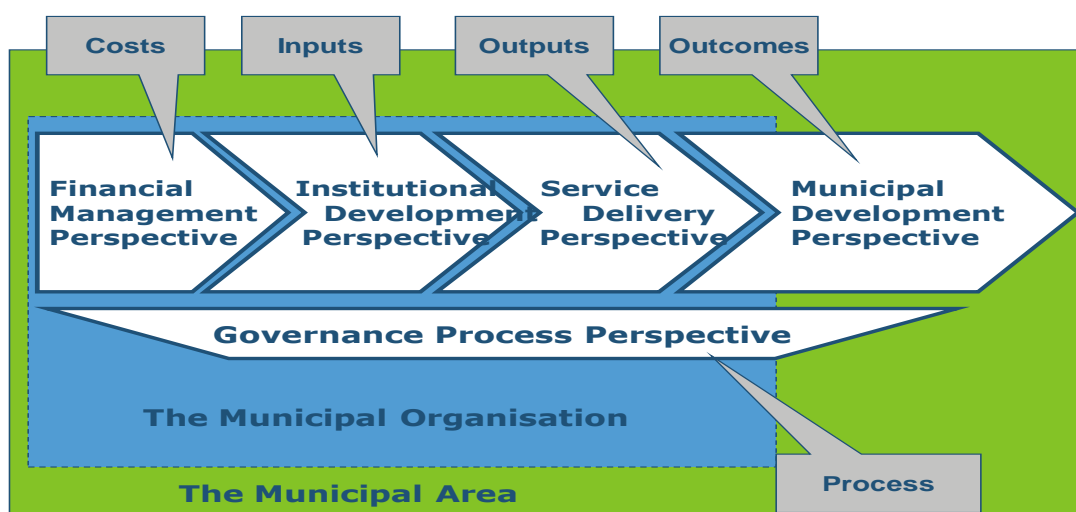 Costs
Inputs
Outputs
Outcomes
Financial
Management
Perspective
Institutional
Development
Perspective
Service
Delivery
Perspective
Municipal
Development
Perspective
Governance Process Perspective
The Municipal Organisation
Process
The Municipal Area